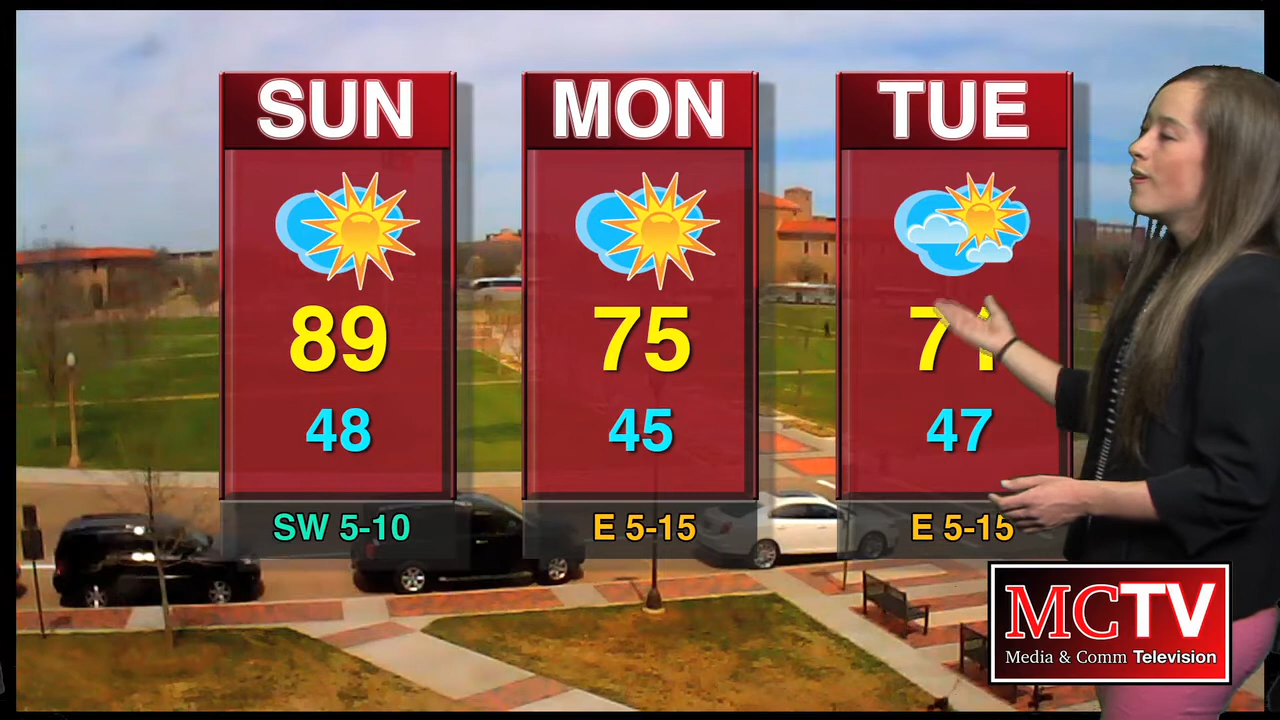 SUN
MON
TUE
89
75
71
48
45
47
SW 5-10
E 5-15
E 5-15
MCTV
Media & Comm Television